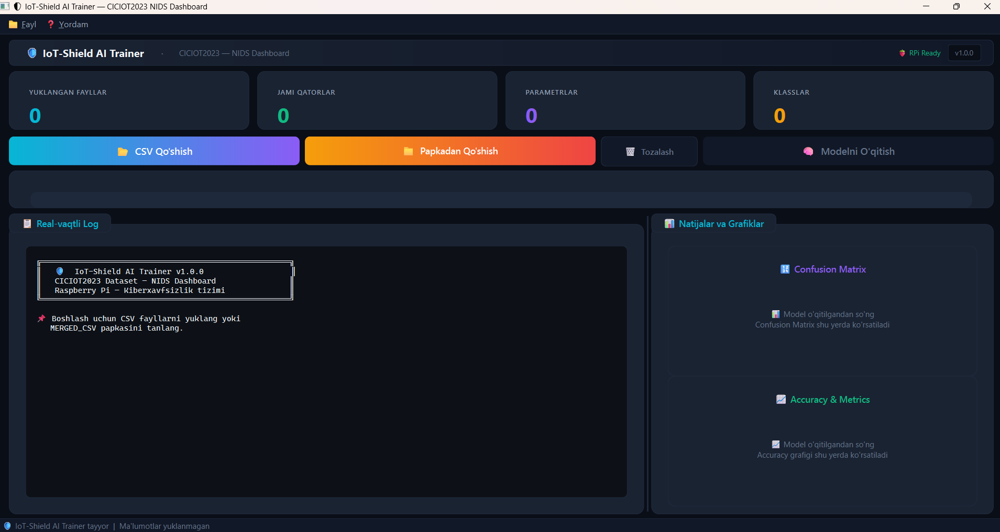 IoT-Shield AI Trainer — CICIOT2023 NIDS Dashboard
Fayl
Yordam
IoT-Shield AI Trainer · CICIOT2023 — NIDS Dashboard
RPi Ready
v1.0.0
YUKLANGAN FAYLLAR
0
JAMI QATORLAR
0
PARAMETRLAR
0
KLASSLAR
0
CSV Qo'shish
Papkadan Qo'shish
Tozalash
Modelni O'qitish
Real-vaqtli Log
IoT-Shield AI Trainer v1.0.0
CICIOT2023 Dataset — NIDS Dashboard
Raspberry Pi — Kiberxavfsizlik tizimi
Boshlash uchun CSV fayllarni yuklang yoki
MERGED_CSV papkasini tanlang.
Natijalar va Grafiklar
Confusion Matrix
Model o'qitilgandan so'ng
Confusion Matrix shu yerda ko'rsatiladi
Accuracy & Metrics
Model o'qitilgandan so'ng
Accuracy grafigi shu yerda ko'rsatiladi
IoT-Shield AI Trainer tayyor | Ma'lumotlar yuklanmagan